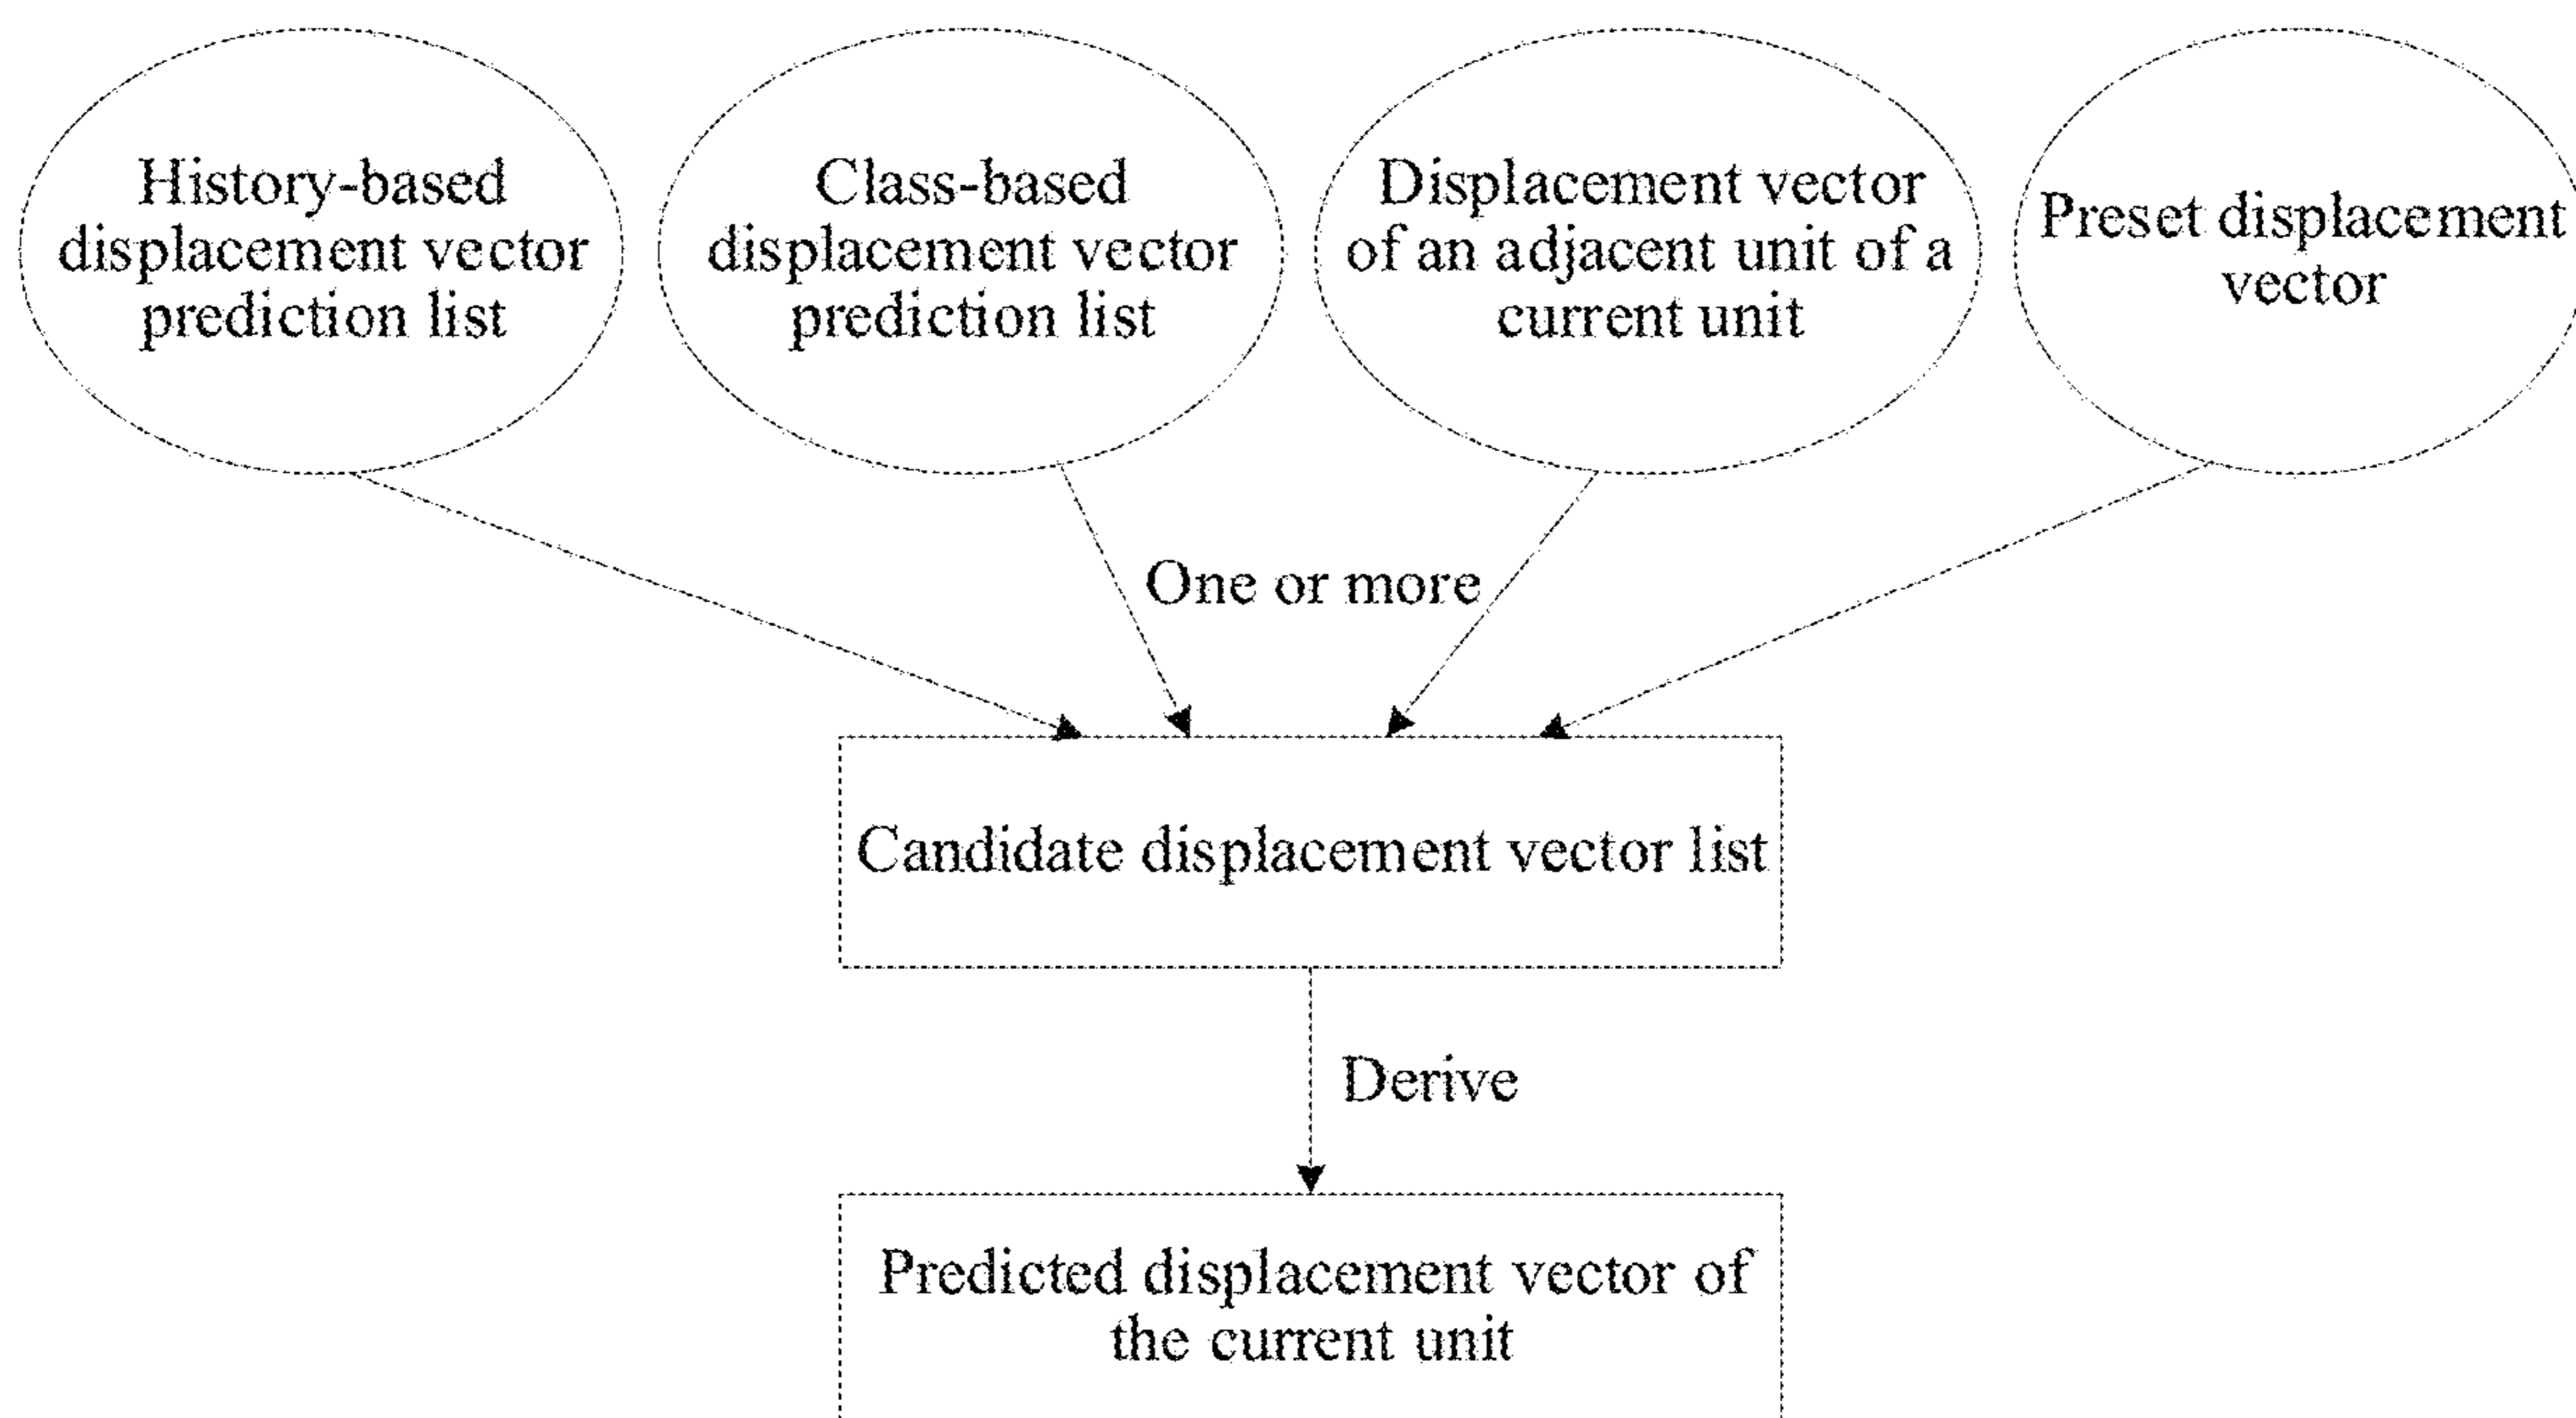 History-based
displacement vector
prediction list
Class-based
displacement vector
prediction list
Displacement vector
of an adjacent unit of a
current unit
Preset displacement
vector
One or more
Candidate displacement vector list
Derive
Predicted displacement vector of
the current unit